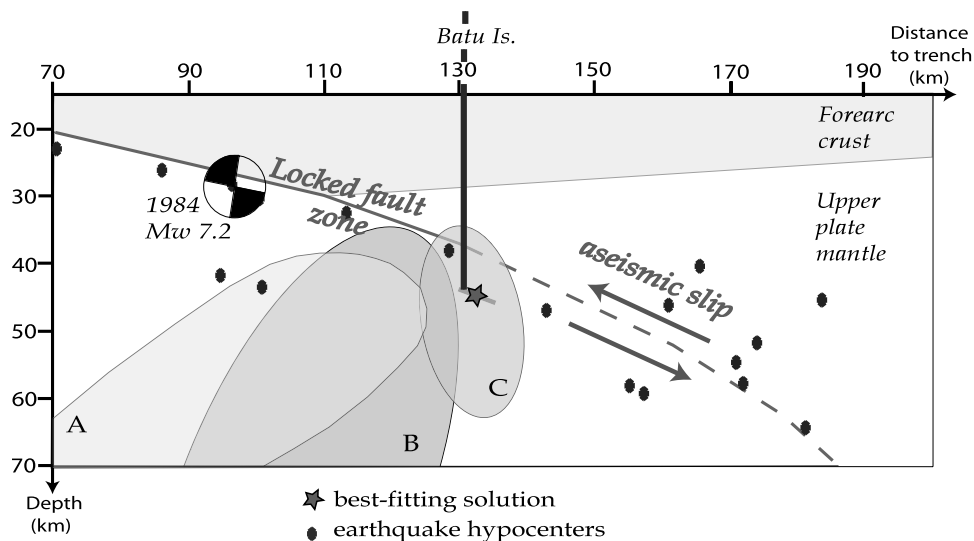 Batu Is.
Distance
to trench
(km)
70 90 110 130 150 170 190
20
30
40
50
60
70
Forearc
crust
Locked fault
zone
1984
Mw 7.2
Upper
plate
mantle
aseismic slip
A
B
C
Depth
(km)
best-fitting solution
earthquake hypocenters